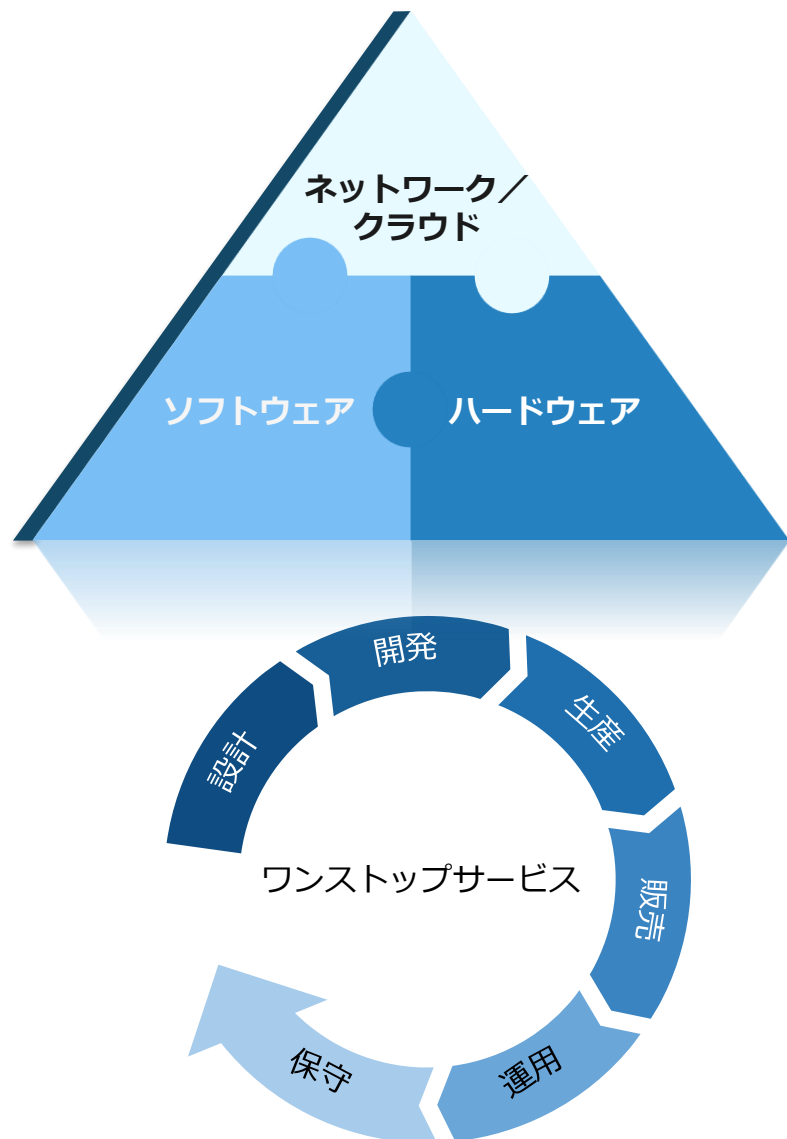 ネットワーク／
クラウド
ソフトウェア
ハードウェア
開発
生産
設計
販売
ワンストップサービス
運用
保守